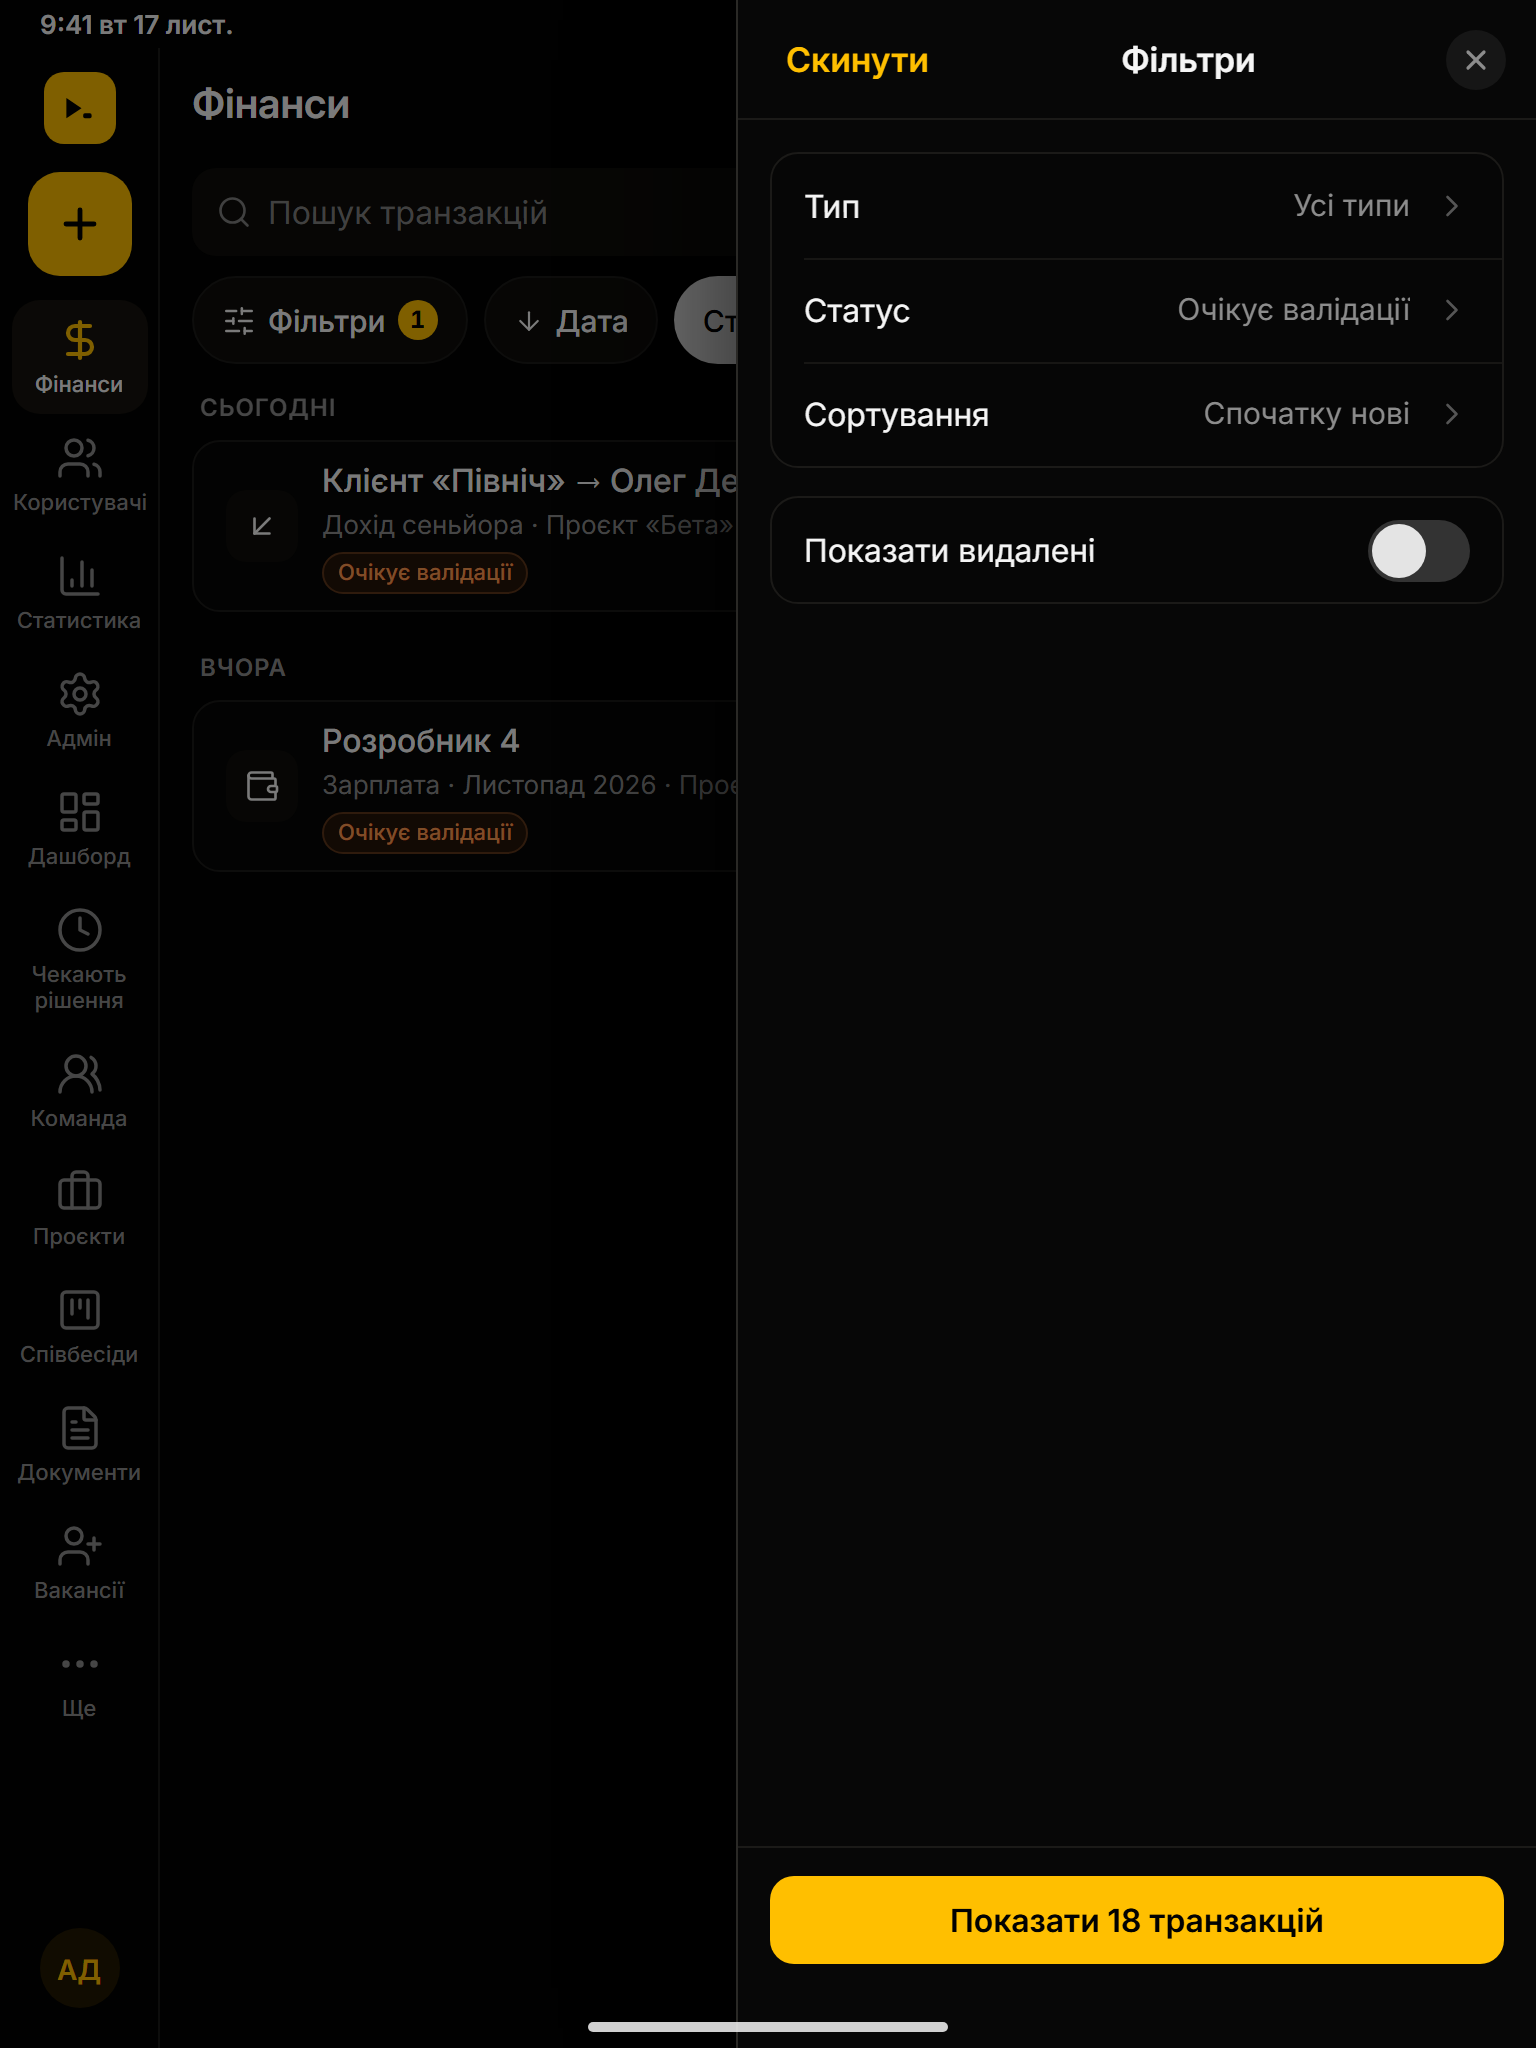 9:41 вт 17 лист.
Фінанси
Пошук транзакцій
Фільтри 1
Дата
Ст
СЬОГОДНІ
Клієнт «Північ» → Олег Де
Дохід сеньйора · Проєкт «Бета»
Очікує валідації
ВЧОРА
Розробник 4
Зарплата · Листопад 2026 · Проє
Очікує валідації
Фінанси
Користувачі
Статистика
Адмін
Дашборд
Чекають
рішення
Команда
Проєкти
Співбесіди
Документи
Вакансії
Ще
АД
Скинути
Фільтри
Тип
Усі типи
Статус
Очікує валідації
Сортування
Спочатку нові
Показати видалені
Показати 18 транзакцій